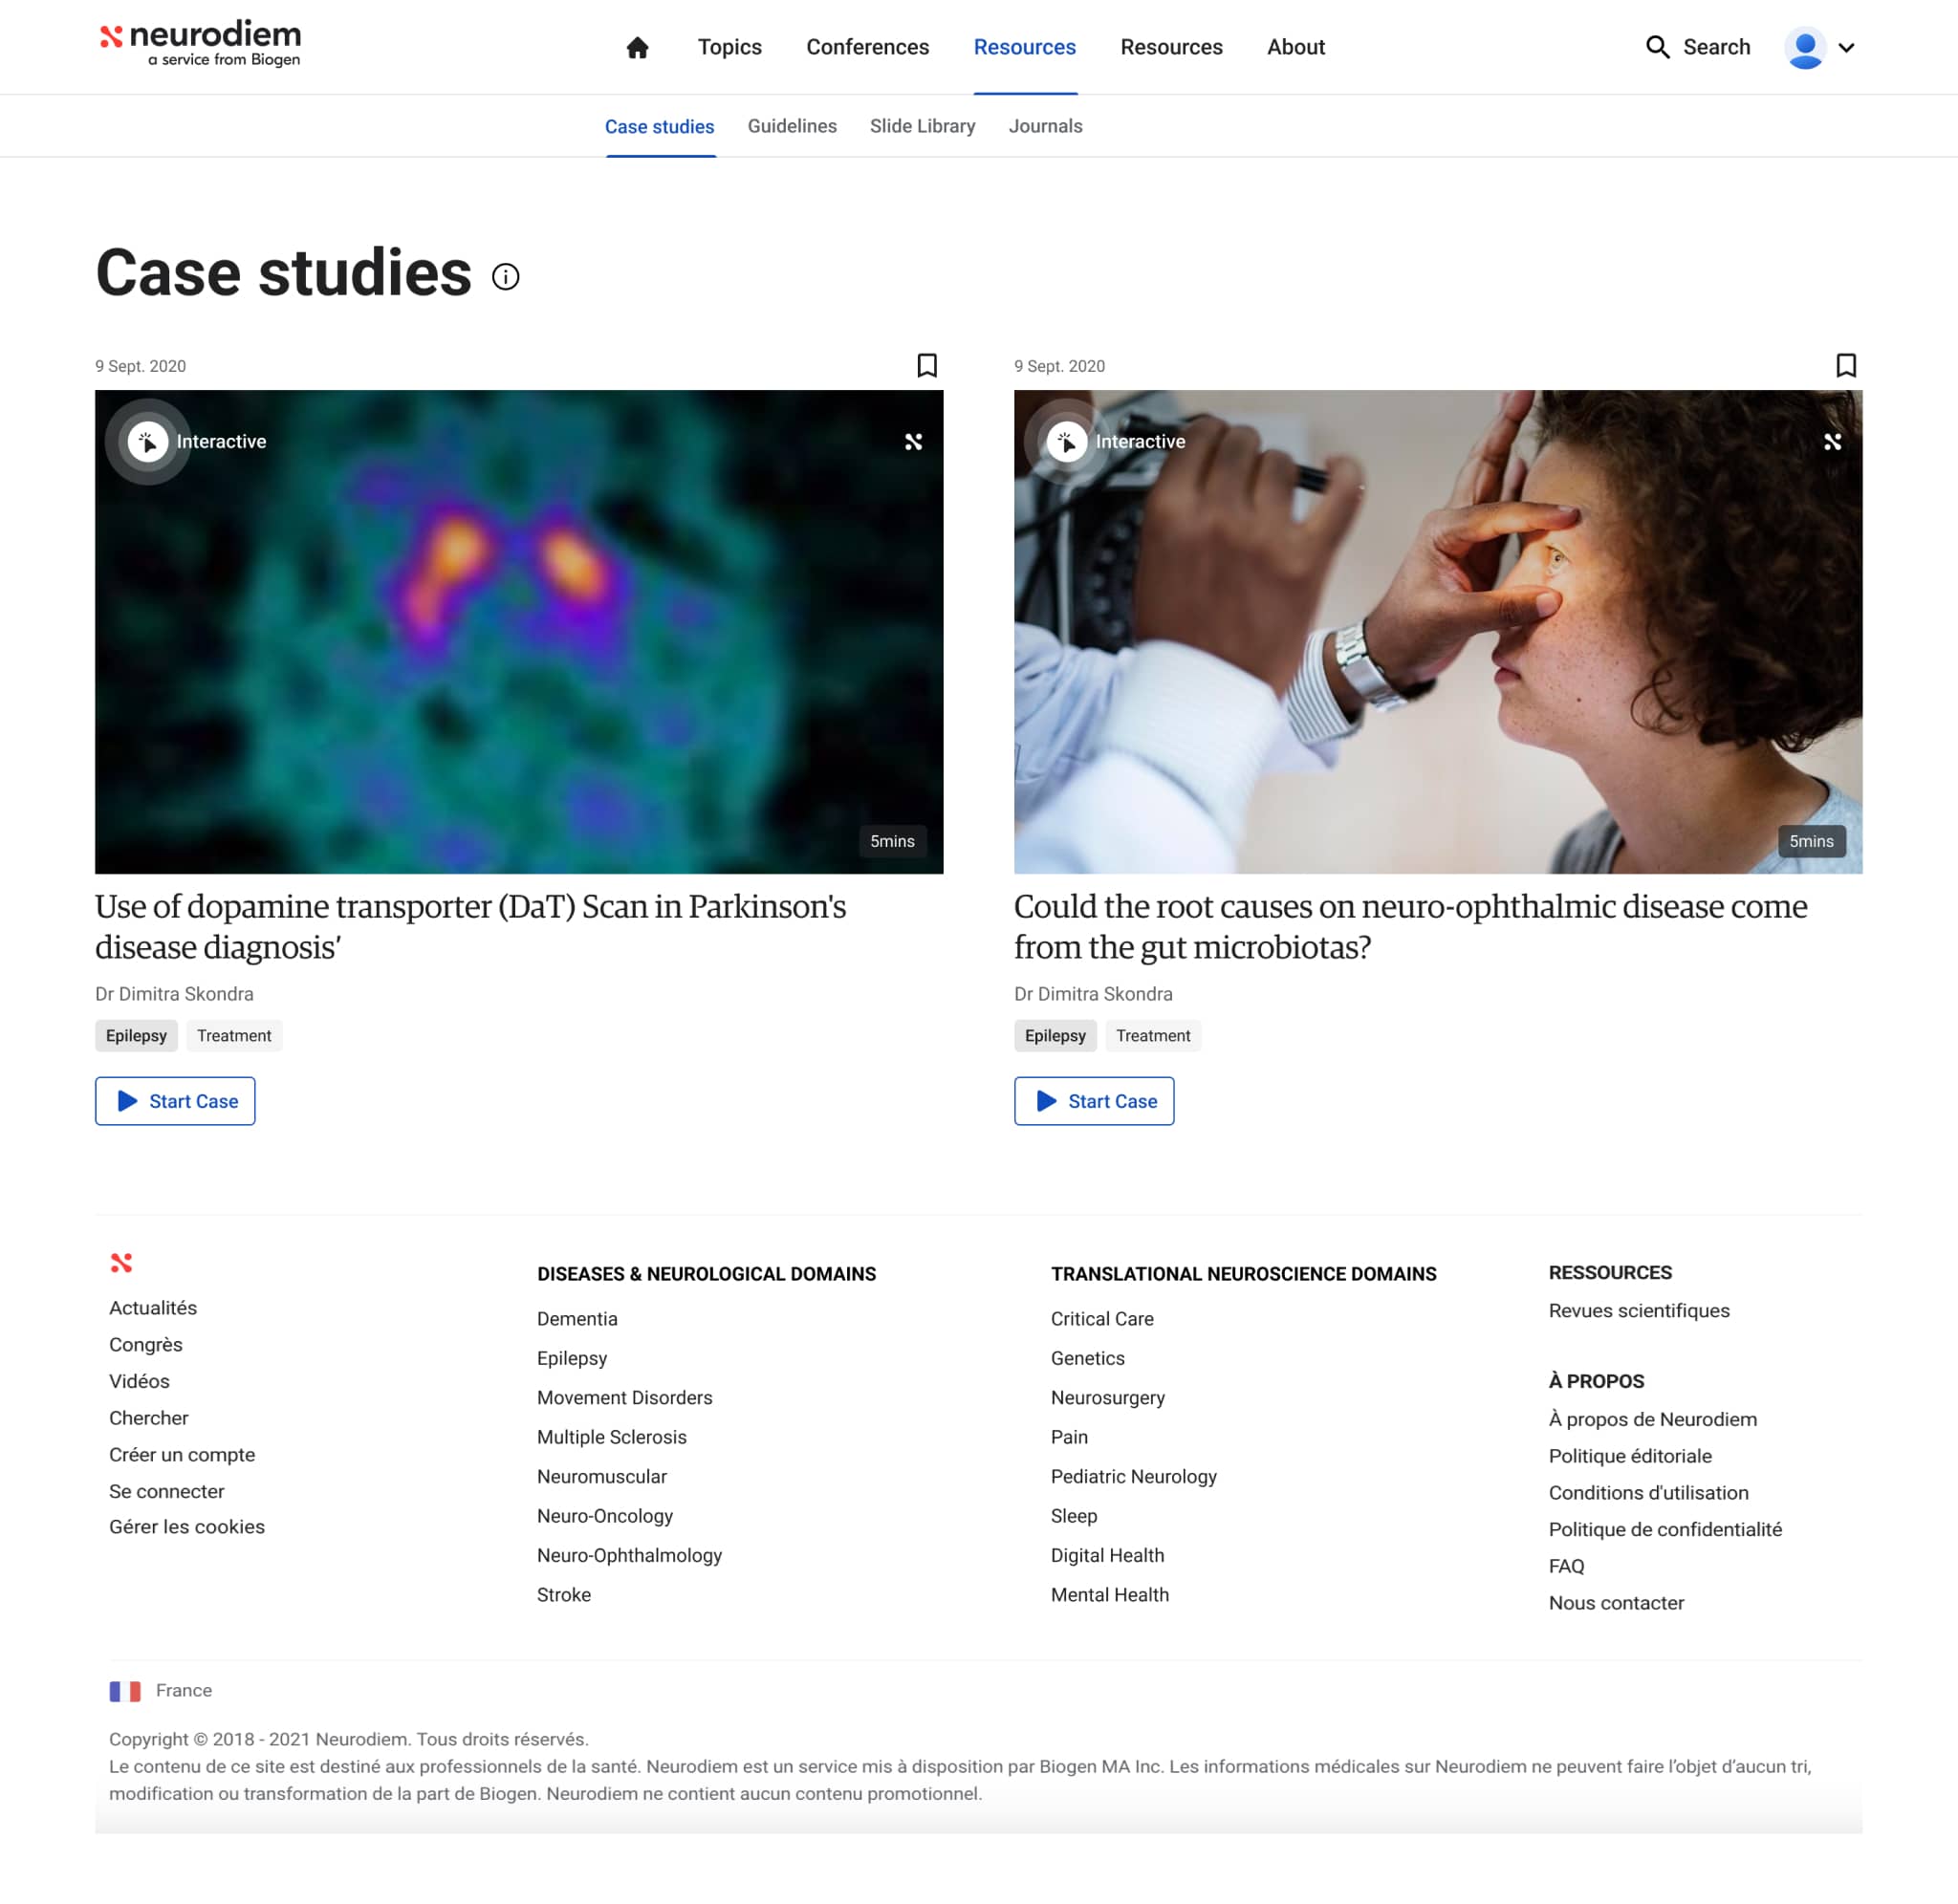 neurodiem
a service from Biogen
Topics
Conferences
Resources
Resources
About
Search
Case studies
Guidelines
Slide Library
Journals
Case studies
9 Sept. 2020
Interactive
5mins
Use of dopamine transporter (DaT) Scan in Parkinson's
disease diagnosis’
Dr Dimitra Skondra
Epilepsy
Treatment
Start Case
9 Sept. 2020
Interactive
5mins
Could the root causes on neuro-ophthalmic disease come
from the gut microbiotas?
Dr Dimitra Skondra
Epilepsy
Treatment
Start Case
Actualités
Congrès
Vidéos
Chercher
Créer un compte
Se connecter
Gérer les cookies
DISEASES & NEUROLOGICAL DOMAINS
Dementia
Epilepsy
Movement Disorders
Multiple Sclerosis
Neuromuscular
Neuro-Oncology
Neuro-Ophthalmology
Stroke
TRANSLATIONAL NEUROSCIENCE DOMAINS
Critical Care
Genetics
Neurosurgery
Pain
Pediatric Neurology
Sleep
Digital Health
Mental Health
RESSOURCES
Revues scientifiques
À PROPOS
À propos de Neurodiem
Politique éditoriale
Conditions d'utilisation
Politique de confidentialité
FAQ
Nous contacter
France
Copyright © 2018 - 2021 Neurodiem. Tous droits réservés.
Le contenu de ce site est destiné aux professionnels de la santé. Neurodiem est un service mis à disposition par Biogen MA Inc. Les informations médicales sur Neurodiem ne peuvent faire l’objet d’aucun tri,
modification ou transformation de la part de Biogen. Neurodiem ne contient aucun contenu promotionnel.